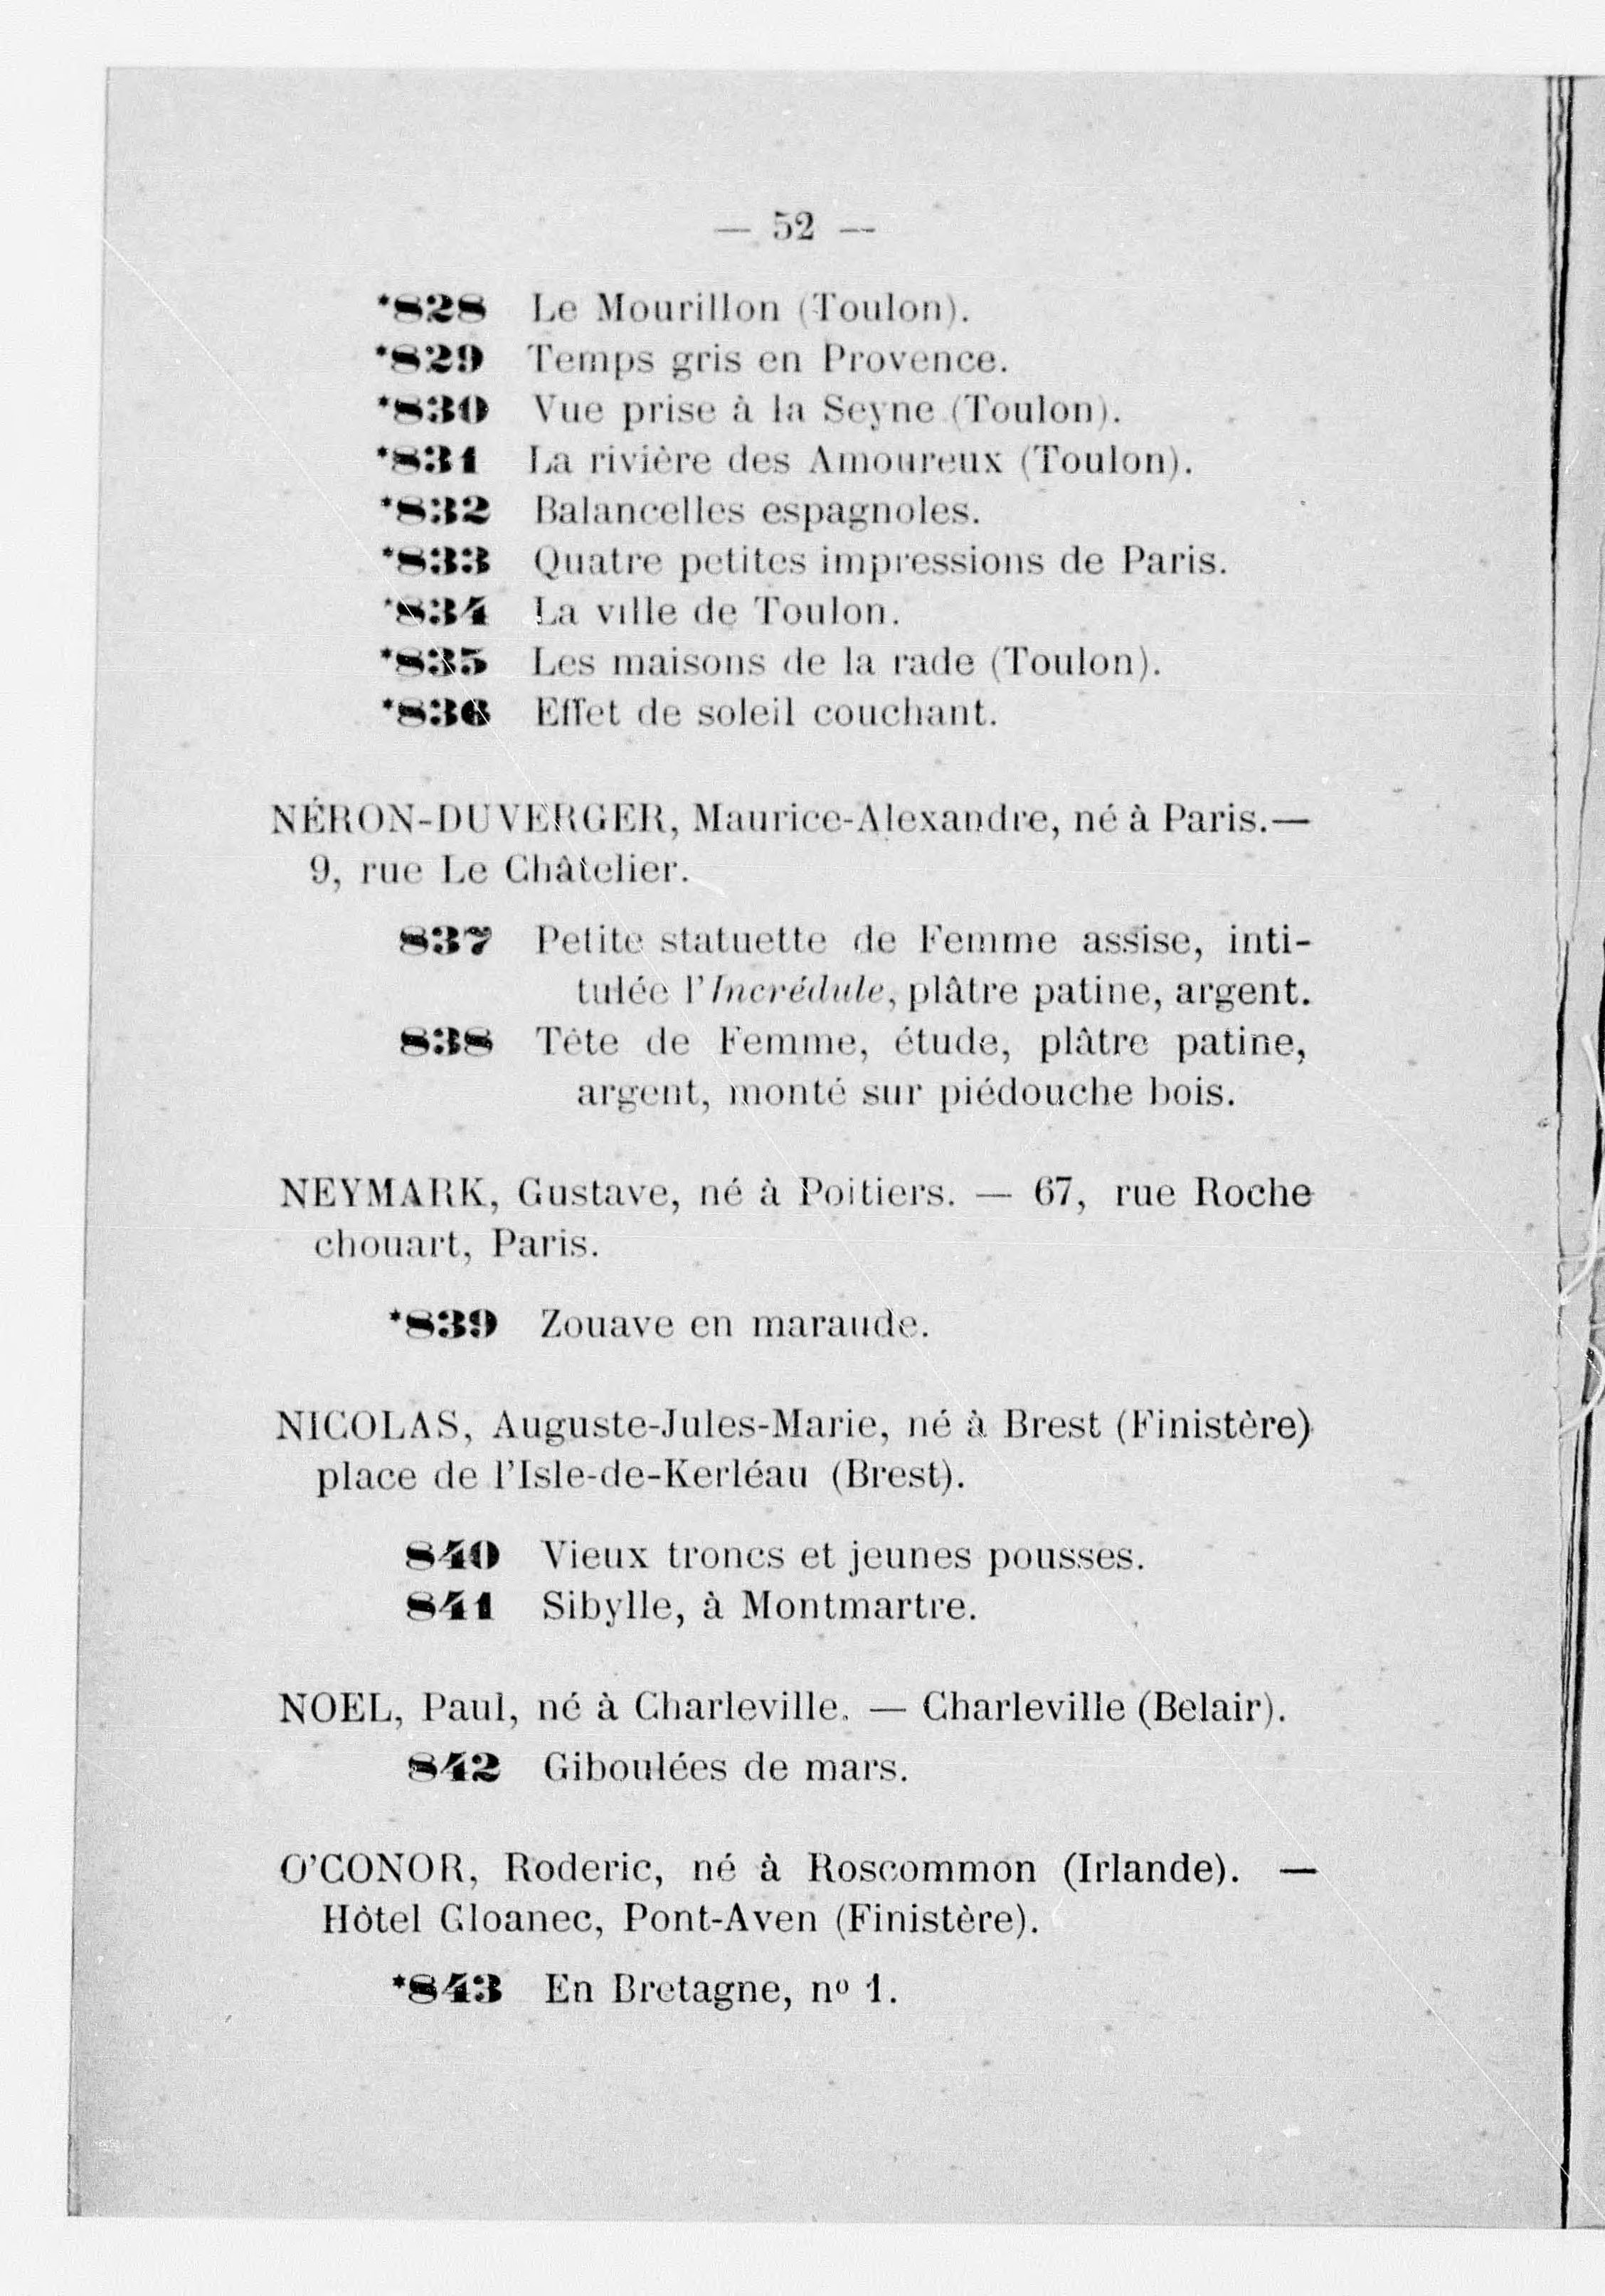 — 52 —
*828 Le Mourillon (Toulon).
*829 Temps gris en Provence.
*830 Vue prise à la Seyne (Toulon).
*831 La rivière des Amoureux (Toulon).
*832 Balancelles espagnoles.
*833 Quatre petites impressions de Paris.
*834 La ville de Toulon.
*835 Les maisons de la rade (Toulon).
*836 Effet de soleil couchant.
NÉRON-DUVERGER, Maurice-Alexandre, né à Paris.—
9, rue Le Châtelier.
837 Petite statuette de Femme assise, inti-
tulée l'Incrédule, plâtre patine, argent.
838 Tête de Femme, étude, plâtre patine,
argent, monté sur piédouche bois.
NEYMARK, Gustave, né à Poitiers. — 67, rue Roche
chouart, Paris.
*839 Zouave en maraude.
NICOLAS, Auguste-Jules-Marie, né à Brest (Finistère)
place de l'Isle-de-Kerléau (Brest).
840 Vieux troncs et jeunes pousses.
841 Sibylle, à Montmartre.
NOEL, Paul, né à Charleville. — Charleville (Belair).
842 Giboulées de mars.
O'CONOR, Roderic, né à Roscommon (Irlande). —
Hôtel Gloanec, Pont-Aven (Finistère).
*843 En Bretagne, nº 1.